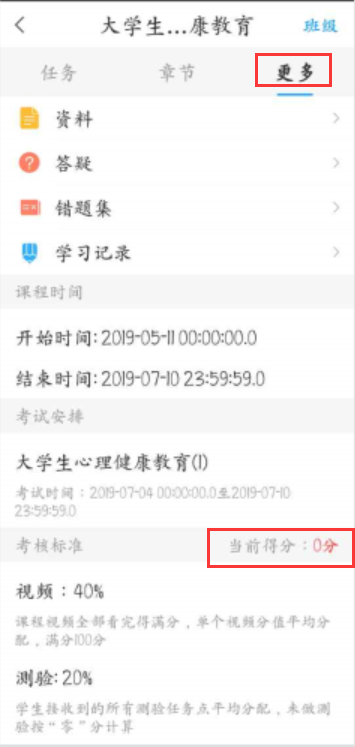 大学生...康教育 班级
任务 章节 更多
资料
答疑
错题集
学习记录
课程时间
开始时间: 2019-05-11 00:00:00.0
结束时间: 2019-07-10 23:59:59.0
考试安排
大学生心理健康教育(1)
考试时间：2019-07-04 00:00:00.0至2019-07-10
23:59:59.0
考核标准 当前得分：0分
视频：40%
课程视频全部看完得满分，单个视频分值平均分
配，满分100分
测验: 20%
学生接收到的所有测验任务点平均分配，未做测
验按“零”分计算